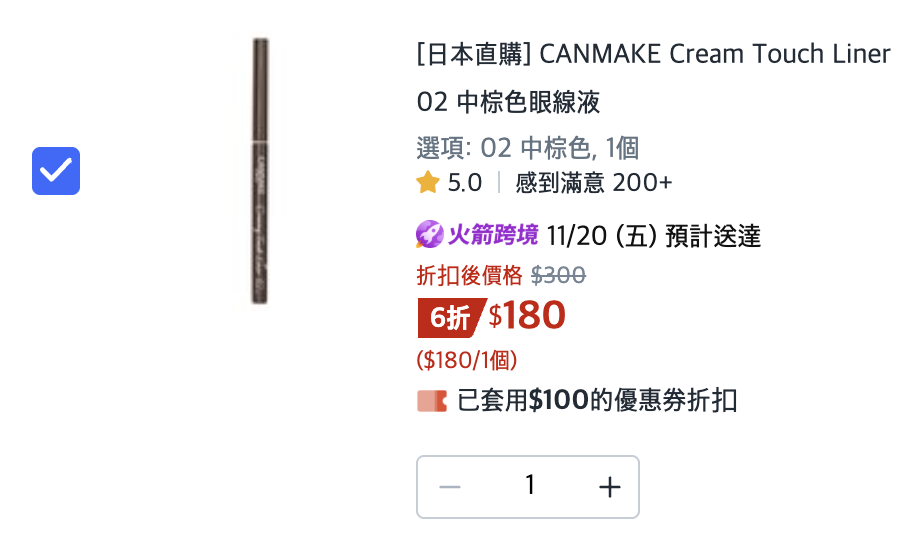 [日本直購] CANMAKE Cream Touch Liner
02 中棕色眼線液
選項: 02 中棕色, 1個
5.0 | 感到滿意 200+
火箭跨境 11/20 (五) 預計送達
折扣後價格 $300
6折 $180
($180/1個)
已套用$100的優惠券折扣
1